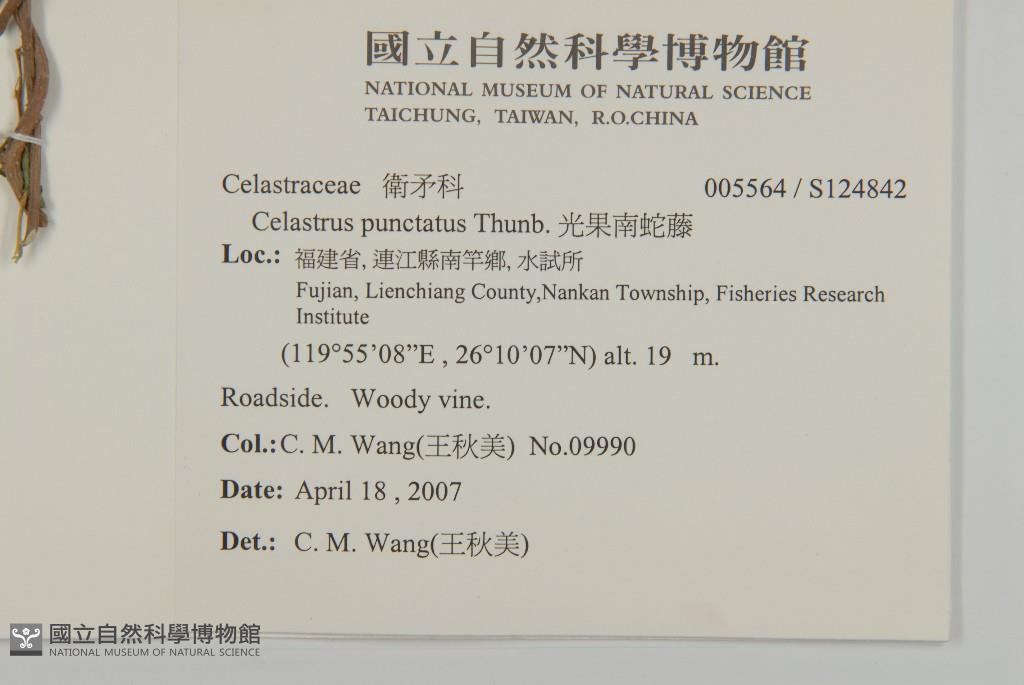 國立自然科學博物館
NATIONAL MUSEUM OF NATURAL SCIENCE
TAICHUNG, TAIWAN, R.O.CHINA
Celastraceae 衛矛科 005564 / S124842
Celastrus punctatus Thunb. 光果南蛇藤
Loc.: 福建省, 連江縣南竿鄉, 水試所
Fujian, Lienchiang County,Nankan Township, Fisheries Research
Institute
(119°55’08”E , 26°10’07”N) alt. 19 m.
Roadside. Woody vine.
Col.: C. M. Wang(王秋美) No.09990
Date: April 18 , 2007
Det.: C. M. Wang(王秋美)
國立自然科學博物館
NATIONAL MUSEUM OF NATURAL SCIENCE